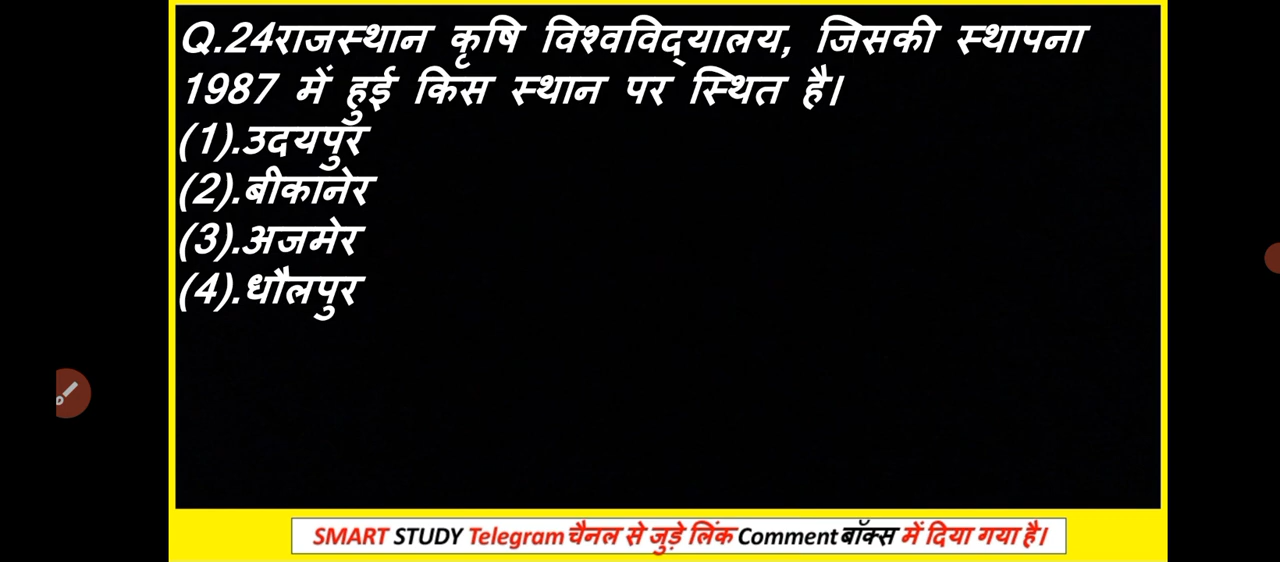 Q.24राजस्थान कृषि विश्वविद्यालय, जिसकी स्थापना
1987 में हुई किस स्थान पर स्थित है।
(1).उदयपुर
(2).बीकानेर
(3).अजमेर
(4).धौलपुर
SMART STUDY Telegram चैनल से जुड़े लिंक Comment बॉक्स में दिया गया है।